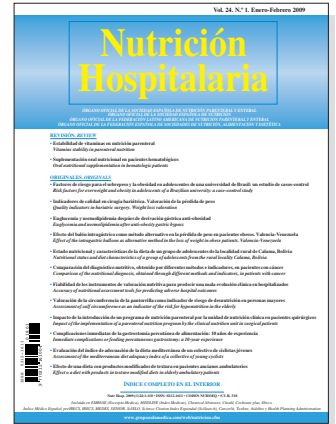 Vol. 24. N.º 1. Enero-Febrero 2009
Nutrición
Hospitalaria
ÓRGANO OFICIAL DE LA SOCIEDAD ESPAÑOLA DE NUTRICIÓN PARENTERAL Y ENTERAL
ÓRGANO OFICIAL DE LA SOCIEDAD ESPAÑOLA DE NUTRICIÓN
ÓRGANO OFICIAL DE LA FEDERACIÓN LATINO AMERICANA DE NUTRICIÓN PARENTERAL Y ENTERAL
ÓRGANO OFICIAL DE LA FEDERACIÓN ESPAÑOLA DE SOCIEDADES DE NUTRICIÓN, ALIMENTACIÓN Y DIETÉTICA
REVISIÓN. REVIEW
• Estabilidad de vitaminas en nutrición parenteral
Vitamins stability in parenteral nutrition
• Suplementación oral nutricional en pacientes hematológicos
Oral nutritional supplementation in hematologic patients
ORIGINALES. ORIGINALS
• Factores de riesgo para el sobrepeso y la obesidad en adolescentes de una universidad de Brasil: un estudio de casos-control
Risk factors for overweight and obesity in adolescents of a Brazilian university: a case-control study
• Indicadores de calidad en cirugía bariátrica. Valoración de la pérdida de peso
Quality indicators in bariatric surgery. Weight loss valoration
• Euglucemia y normolipidemia después de derivación gástrica anti-obesidad
Euglycemia and normolipidemia after anti-obesity gastric bypass
• Efecto del balón intragástrico como método alternativo en la pérdida de peso en pacientes obesos. Valencia-Venezuela
Effect of the intragastric balloon as alternative method in the loss of weight in obese patients. Valencia-Venezuela
• Estado nutricional y características de la dieta de un grupo de adolescentes de la localidad rural de Calama, Bolivia
Nutritional status and diet characteristics of a group of adolescents from the rural locality Calama, Bolivia
• Comparación del diagnóstico nutritivo, obtenido por diferentes métodos e indicadores, en pacientes con cáncer
Comparison of the nutritional diagnosis, obtained through different methods and indicators, in patients with cancer
• Fiabilidad de los instrumentos de valoración nutritiva para predecir una mala evolución clínica en hospitalizados
Accuracy of nutritional assessment tools for predicting adverse hospital outcomes
• Valoración de la circunferencia de la pantorrilla como indicador de riesgo de desnutrición en personas mayores
Assessment of calf circumference as an indicator of the risk for hyponutrition in the elderly
• Impacto de la introducción de un programa de nutrición parenteral por la unidad de nutrición clínica en pacientes quirúrgicos
Impact of the implementation of a parenteral nutrition program by the clinical nutrition unit in surgical patients
• Complicaciones inmediatas de la gastrostomía percutánea de alimentación: 10 años de experiencia
Immediate complications or feeding percutaneous gastrostomy: a 10-year experience
• Evaluación del índice de adecuación de la dieta mediterránea de un colectivo de ciclistas jóvenes
Assessment of the mediterranean diet adequacy index of a collective of young cyclists
• Efecto de una dieta con productos modificados de textura en pacientes ancianos ambulatorios
Effect o a diet with products in texture modified diets in elderly ambulatory patients
ÍNDICE COMPLETO EN EL INTERIOR
www.grupoaulamedica.com/web/nutricion.cfm